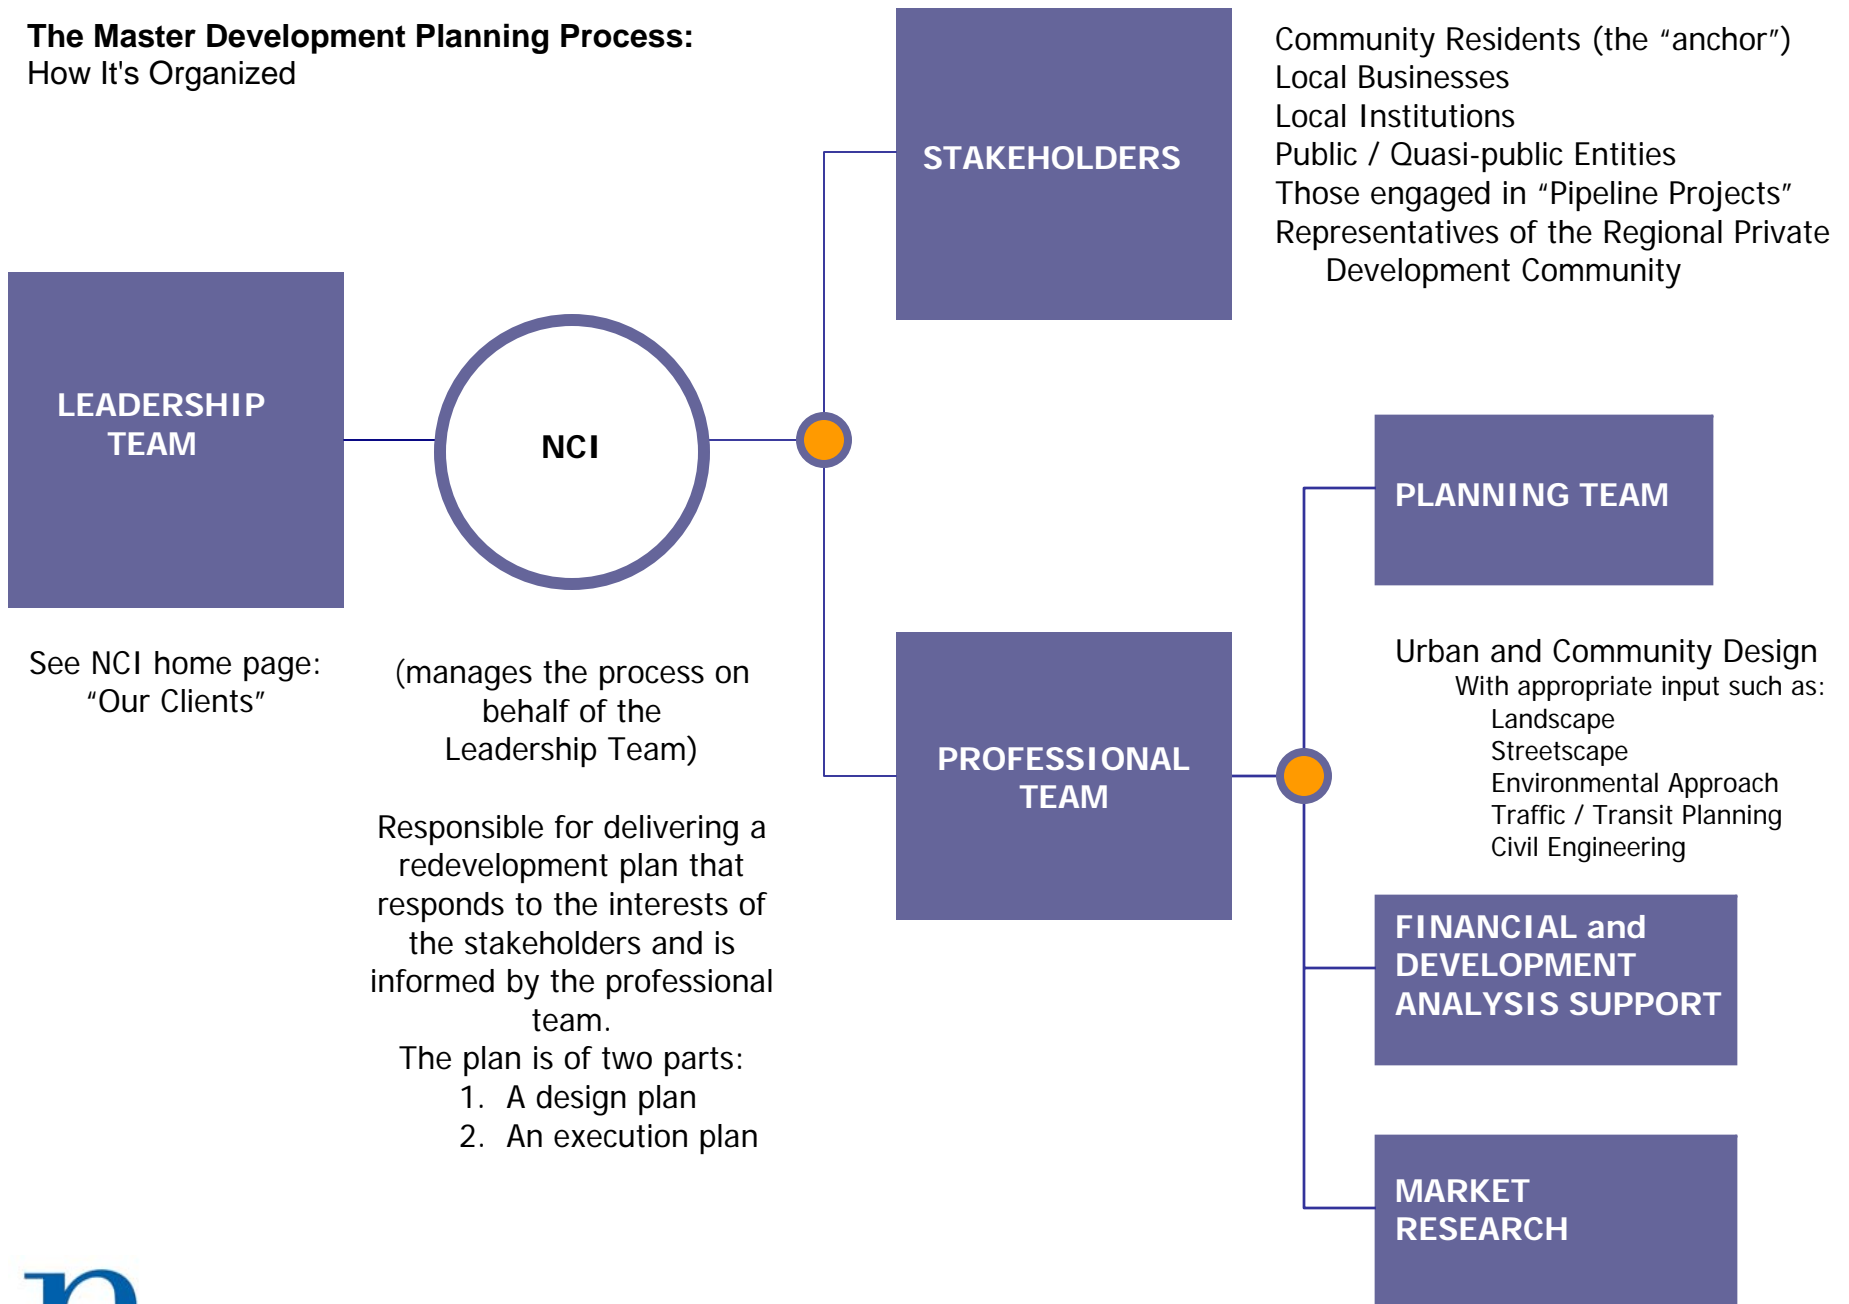 The Master Development Planning Process:
How It's Organized
STAKEHOLDERS
Community Residents (the “anchor”)
Local Businesses
Local Institutions
Public / Quasi-public Entities
Those engaged in “Pipeline Projects”
Representatives of the Regional Private
Development Community
LEADERSHIP
TEAM
See NCI home page:
“Our Clients”
NCI
(manages the process on
behalf of the
Leadership Team)
Responsible for delivering a
redevelopment plan that
responds to the interests of
the stakeholders and is
informed by the professional
team.
The plan is of two parts:
1. A design plan
2. An execution plan
PROFESSIONAL
TEAM
PLANNING TEAM
Urban and Community Design
With appropriate input such as:
Landscape
Streetscape
Environmental Approach
Traffic / Transit Planning
Civil Engineering
FINANCIAL and
DEVELOPMENT
ANALYSIS SUPPORT
MARKET
RESEARCH
n